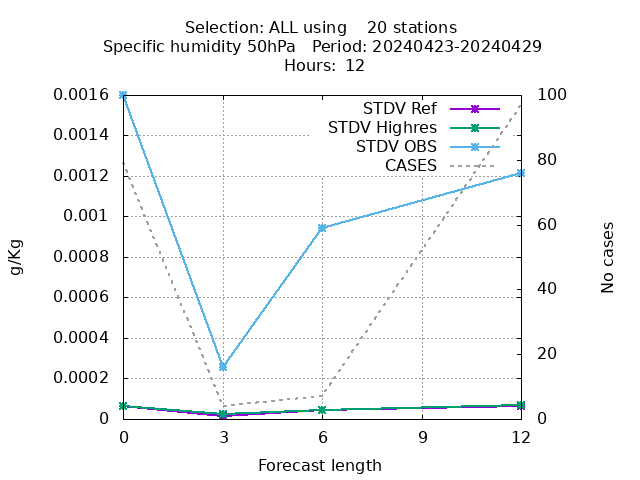 Selection: ALL using    20 stations
Specific humidity 50hPa   Period: 20240423-20240429
Hours: 12
0.0016
0.0014
0.0012
0.001
0.0008
0.0006
0.0004
0.0002
0
g/Kg
STDV Ref
STDV Highres
STDV OBS
CASES
100
80
60
40
20
0
No cases
0 3 6 9 12
Forecast length